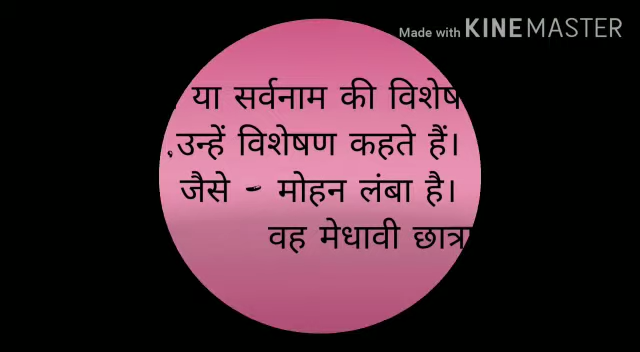 Made with KINEMASTER
या सर्वनाम की
उन्हें विशेषण कहते हैं।
जैसे - मोहन लंबा है।
वह मेधावी